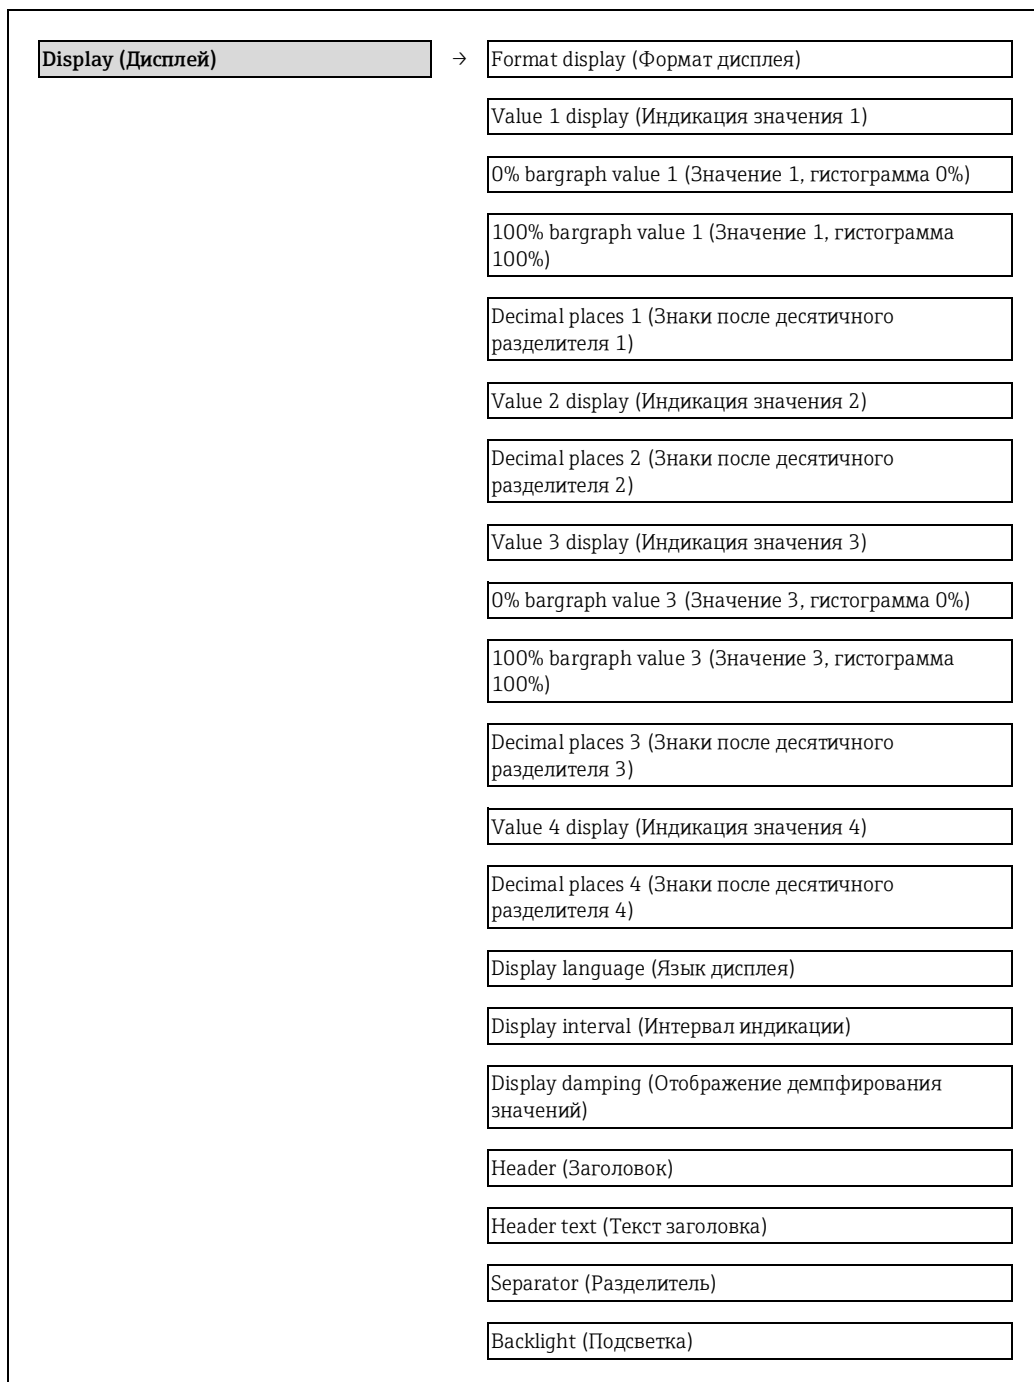 Display (Дисплей) → Format display (Формат дисплея)
Value 1 display (Индикация значения 1)
0% bargraph value 1 (Значение 1, гистограмма 0%)
100% bargraph value 1 (Значение 1, гистограмма
100%)
Decimal places 1 (Знаки после десятичного
разделителя 1)
Value 2 display (Индикация значения 2)
Decimal places 2 (Знаки после десятичного
разделителя 2)
Value 3 display (Индикация значения 3)
0% bargraph value 3 (Значение 3, гистограмма 0%)
100% bargraph value 3 (Значение 3, гистограмма
100%)
Decimal places 3 (Знаки после десятичного
разделителя 3)
Value 4 display (Индикация значения 4)
Decimal places 4 (Знаки после десятичного
разделителя 4)
Display language (Язык дисплея)
Display interval (Интервал индикации)
Display damping (Отображение демпфирования
значений)
Header (Заголовок)
Header text (Текст заголовка)
Separator (Разделитель)
Backlight (Подсветка)